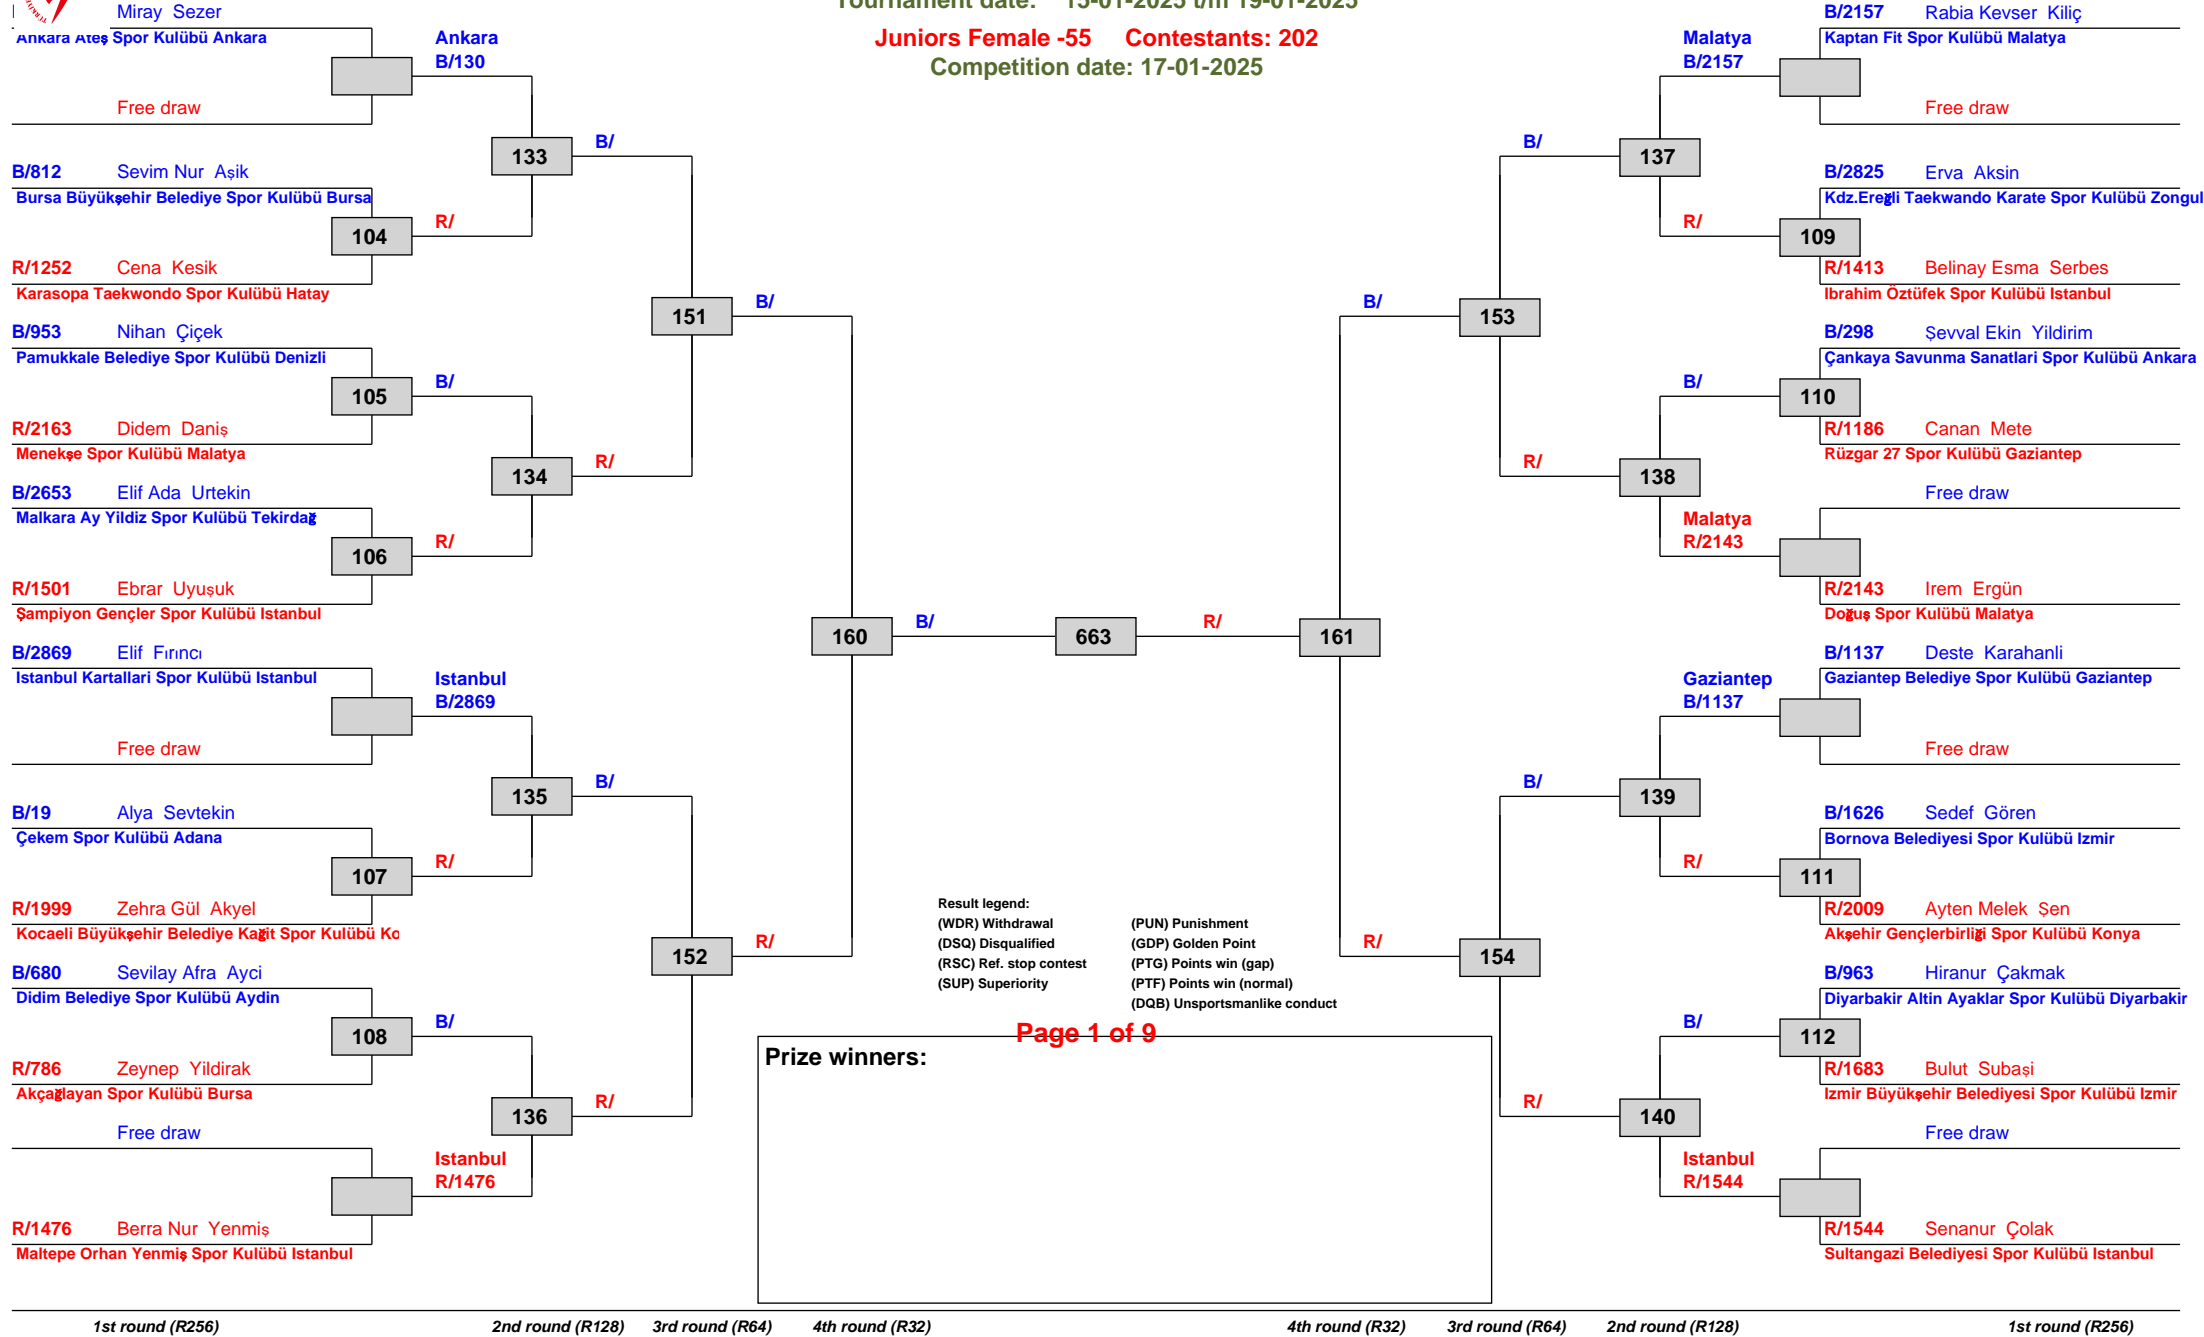 Tournament date: 15-01-2025 t/m 19-01-2025
Juniors Female -55 Contestants: 202
Competition date: 17-01-2025
Miray Sezer
Ankara Ateş Spor Kulübü Ankara
Ankara
B/130
Free draw
133
B/
B/812 Sevim Nur Aşik
Bursa Büyükşehir Belediye Spor Kulübü Bursa
104
R/
R/1252 Cena Kesik
Karasopa Taekwondo Spor Kulübü Hatay
151
B/
B/953 Nihan Çiçek
Pamukkale Belediye Spor Kulübü Denizli
105
B/
R/2163 Didem Daniş
Menekşe Spor Kulübü Malatya
134
R/
B/2653 Elif Ada Urtekin
Malkara Ay Yildiz Spor Kulübü Tekirdağ
106
R/
R/1501 Ebrar Uyuşuk
Şampiyon Gençler Spor Kulübü Istanbul
160
B/
663
R/
161
B/2869 Elif Fırıncı
Istanbul Kartallari Spor Kulübü Istanbul
Istanbul
B/2869
Free draw
135
B/
B/19 Alya Sevtekin
Çekem Spor Kulübü Adana
107
R/
R/1999 Zehra Gül Akyel
Kocaeli Büyükşehir Belediye Kağit Spor Kulübü Ko
152
R/
B/680 Sevilay Afra Ayci
Didim Belediye Spor Kulübü Aydin
108
B/
R/786 Zeynep Yildirak
Akçağlayan Spor Kulübü Bursa
136
R/
Free draw
Istanbul
R/1476
R/1476 Berra Nur Yenmiş
Maltepe Orhan Yenmiş Spor Kulübü Istanbul
B/2157 Rabia Kevser Kiliç
Kaptan Fit Spor Kulübü Malatya
Malatya
B/2157
Free draw
B/
137
B/2825 Erva Aksin
Kdz.Ereğli Taekwando Karate Spor Kulübü Zongul
R/
109
R/1413 Belinay Esma Serbes
Ibrahim Öztüfek Spor Kulübü Istanbul
B/
153
B/298 Şevval Ekin Yildirim
Çankaya Savunma Sanatlari Spor Kulübü Ankara
B/
110
R/1186 Canan Mete
Rüzgar 27 Spor Kulübü Gaziantep
R/
138
Free draw
Malatya
R/2143
R/2143 Irem Ergün
Doğuş Spor Kulübü Malatya
B/1137 Deste Karahanli
Gaziantep Belediye Spor Kulübü Gaziantep
Gaziantep
B/1137
Free draw
B/
139
B/1626 Sedef Gören
Bornova Belediyesi Spor Kulübü Izmir
R/
111
R/2009 Ayten Melek Şen
Akşehir Gençlerbirliği Spor Kulübü Konya
R/
154
B/963 Hiranur Çakmak
Diyarbakir Altin Ayaklar Spor Kulübü Diyarbakir
B/
112
R/1683 Bulut Subaşi
Izmir Büyükşehir Belediyesi Spor Kulübü Izmir
R/
140
Free draw
Istanbul
R/1544
R/1544 Senanur Çolak
Sultangazi Belediyesi Spor Kulübü Istanbul
Result legend:
(WDR) Withdrawal (PUN) Punishment
(DSQ) Disqualified (GDP) Golden Point
(RSC) Ref. stop contest (PTG) Points win (gap)
(SUP) Superiority (PTF) Points win (normal)
(DQB) Unsportsmanlike conduct
Page 1 of 9
Prize winners:
1st round (R256) 2nd round (R128) 3rd round (R64) 4th round (R32) 4th round (R32) 3rd round (R64) 2nd round (R128) 1st round (R256)